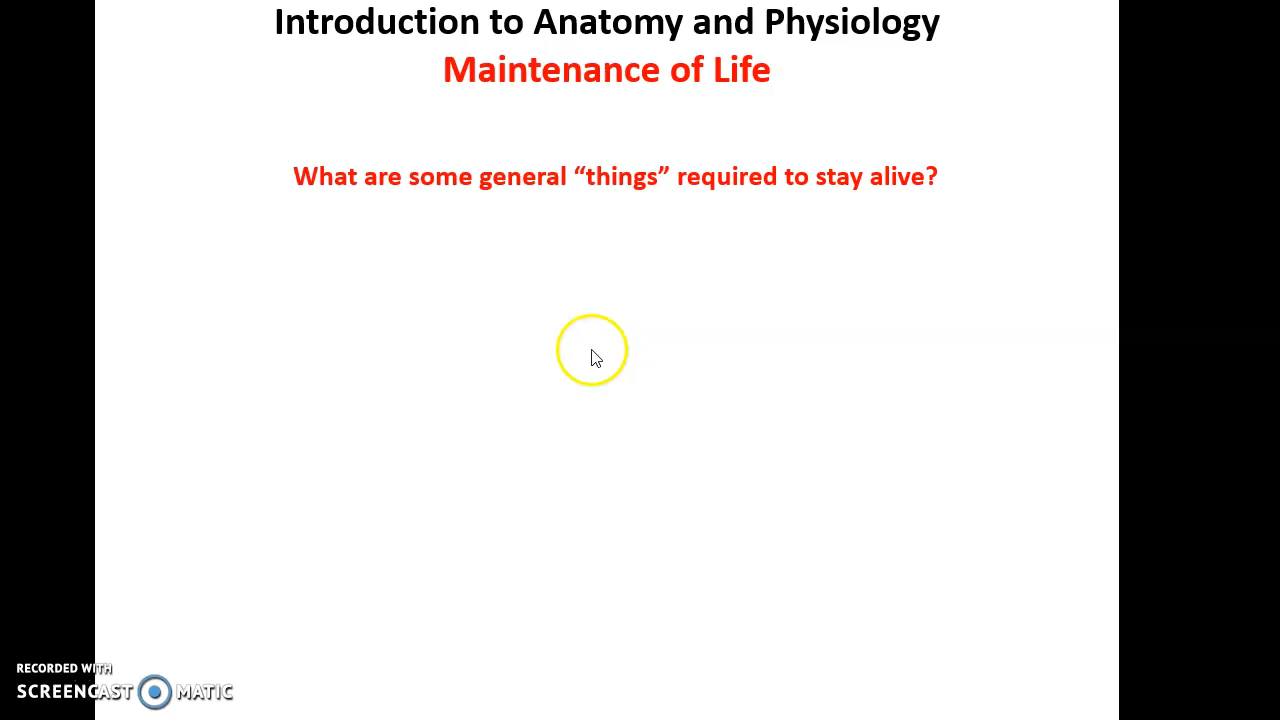 Introduction to Anatomy and Physiology
Maintenance of Life
What are some general “things” required to stay alive?
RECORDED WITH
SCREENCAST MATIC